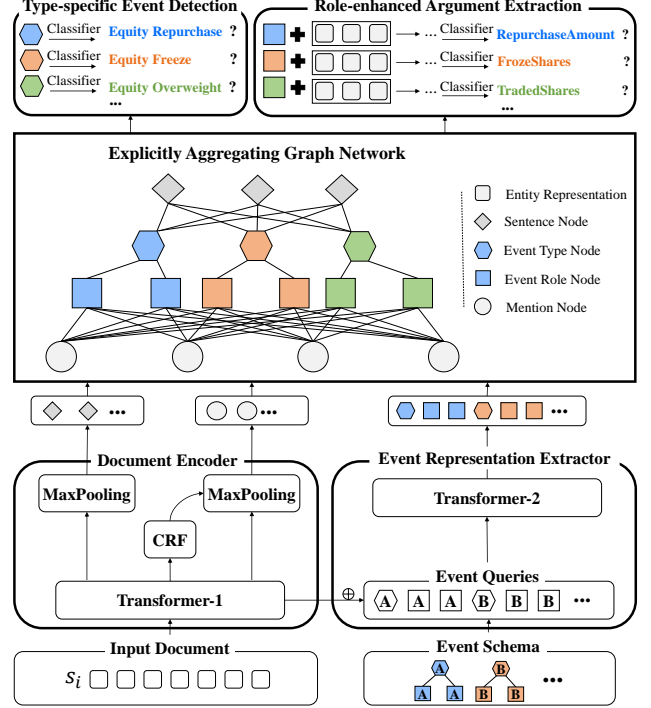 Type-specific Event Detection
Classifier Equity Repurchase ?
Classifier Equity Freeze ?
Classifier Equity Overweight ?
...
Role-enhanced Argument Extraction
... Classifier RepurchaseAmount ?
... Classifier FrozeShares ?
... Classifier TradedShares ?
...
Explicitly Aggregating Graph Network
Entity Representation
Sentence Node
Event Type Node
Event Role Node
Mention Node
...
...
...
Document Encoder
MaxPooling
MaxPooling
CRF
Transformer-1
Event Representation Extractor
Transformer-2
Event Queries
A A A B B B ...
Input Document
Si
Event Schema
A B
A A B B ...